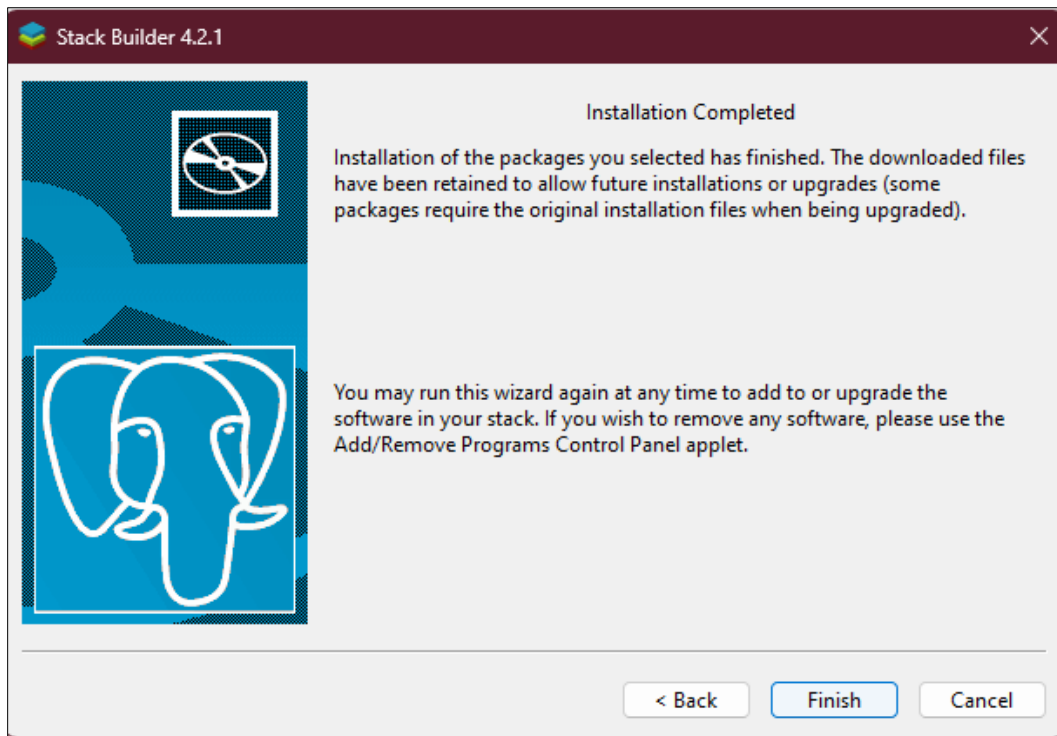 Stack Builder 4.2.1
Installation Completed
Installation of the packages you selected has finished. The downloaded files
have been retained to allow future installations or upgrades (some
packages require the original installation files when being upgraded).
You may run this wizard again at any time to add to or upgrade the
software in your stack. If you wish to remove any software, please use the
Add/Remove Programs Control Panel applet.
< Back
Finish
Cancel